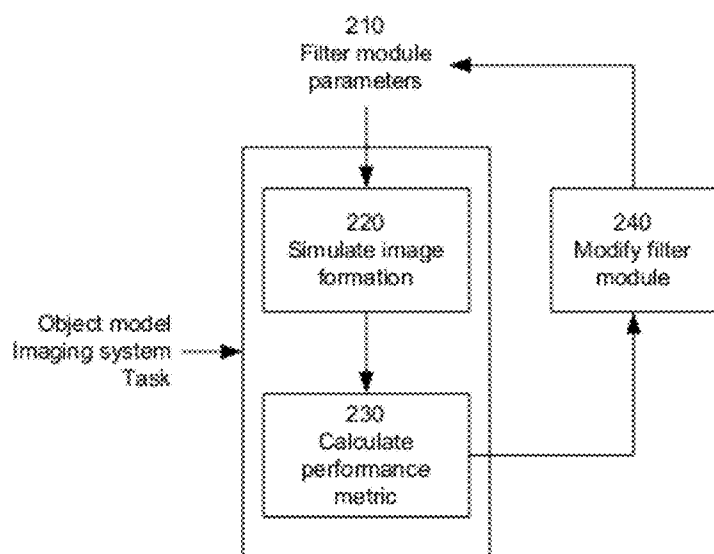 210
Filter module
parameters
220
Simulate image
formation
240
Modify filter
module
Object model
Imaging system
Task
230
Calculate
performance
metric